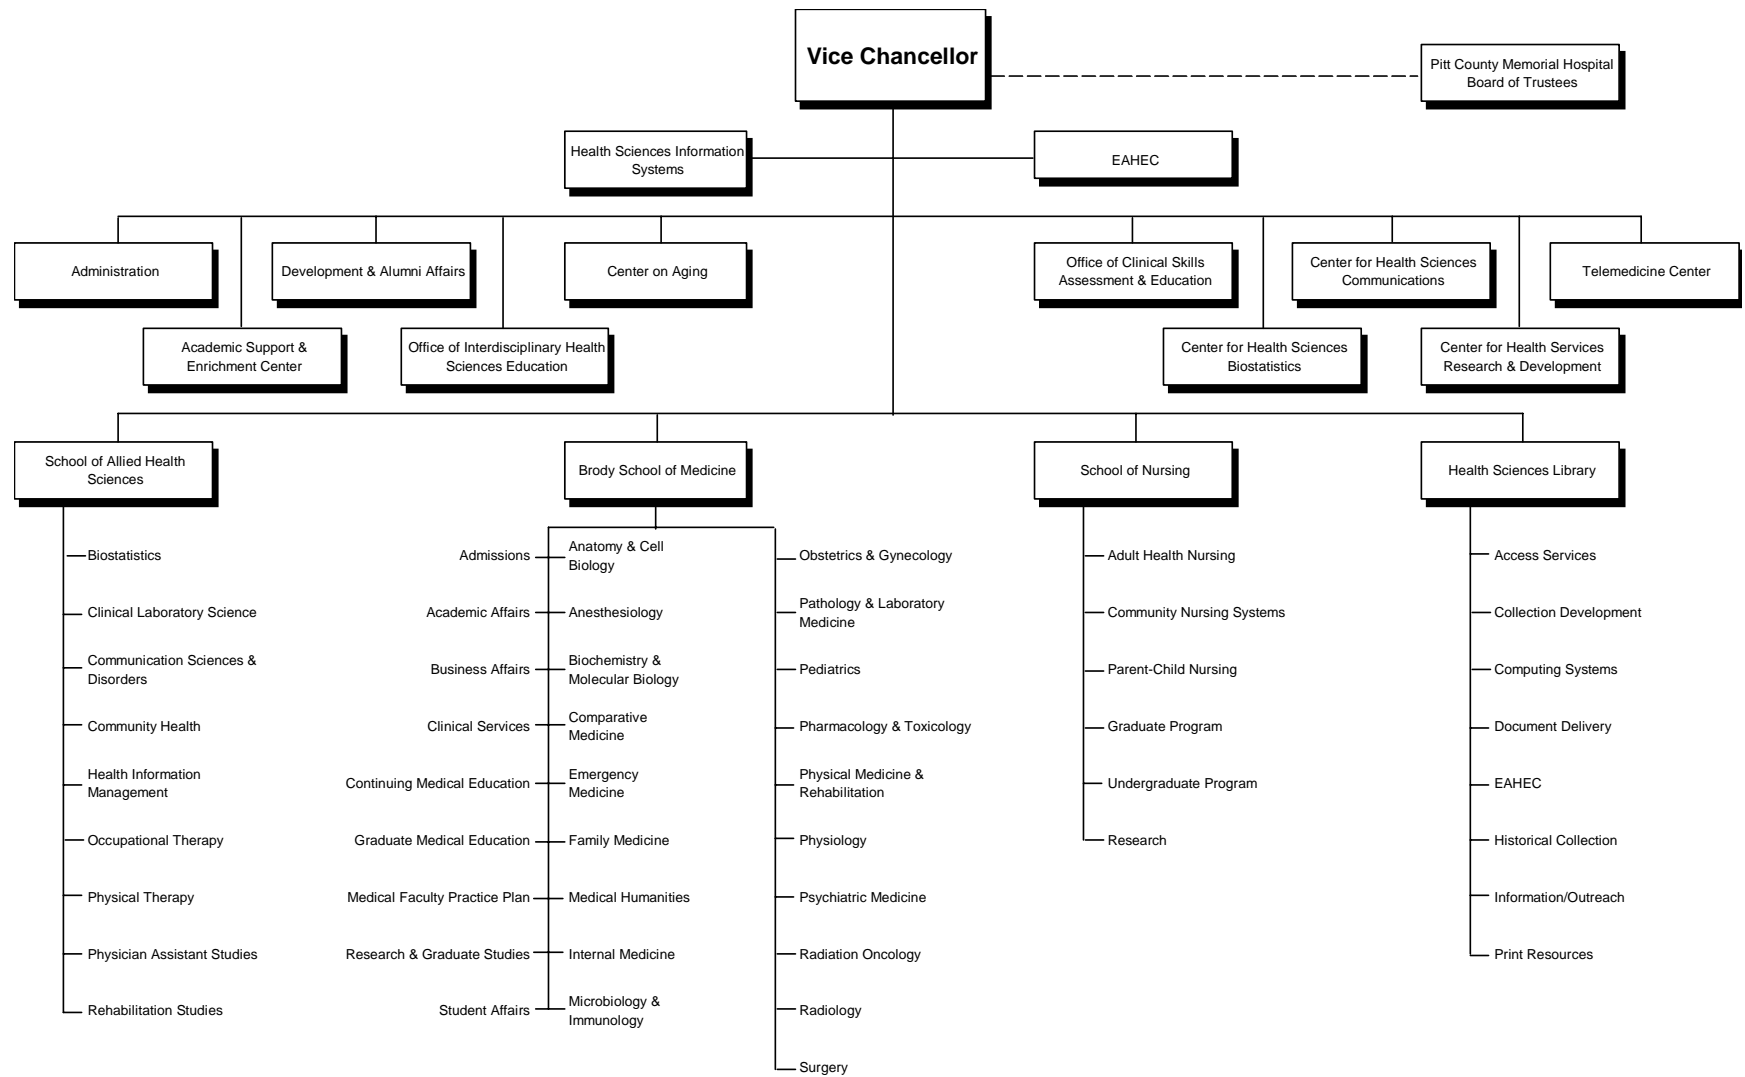 Vice Chancellor
Pitt County Memorial Hospital
Board of Trustees
Health Sciences Information
Systems
EAHEC
Administration
Development & Alumni Affairs
Center on Aging
Office of Clinical Skills
Assessment & Education
Center for Health Sciences
Communications
Telemedicine Center
Academic Support &
Enrichment Center
Office of Interdisciplinary Health
Sciences Education
Center for Health Sciences
Biostatistics
Center for Health Services
Research & Development
School of Allied Health
Sciences
Brody School of Medicine
School of Nursing
Health Sciences Library
Biostatistics
Clinical Laboratory Science
Communication Sciences &
Disorders
Community Health
Health Information
Management
Occupational Therapy
Physical Therapy
Physician Assistant Studies
Rehabilitation Studies
Admissions
Academic Affairs
Business Affairs
Clinical Services
Continuing Medical Education
Graduate Medical Education
Medical Faculty Practice Plan
Research & Graduate Studies
Student Affairs
Anatomy & Cell
Biology
Anesthesiology
Biochemistry &
Molecular Biology
Comparative
Medicine
Emergency
Medicine
Family Medicine
Medical Humanities
Internal Medicine
Microbiology &
Immunology
Obstetrics & Gynecology
Pathology & Laboratory
Medicine
Pediatrics
Pharmacology & Toxicology
Physical Medicine &
Rehabilitation
Physiology
Psychiatric Medicine
Radiation Oncology
Radiology
Surgery
Adult Health Nursing
Community Nursing Systems
Parent-Child Nursing
Graduate Program
Undergraduate Program
Research
Access Services
Collection Development
Computing Systems
Document Delivery
EAHEC
Historical Collection
Information/Outreach
Print Resources